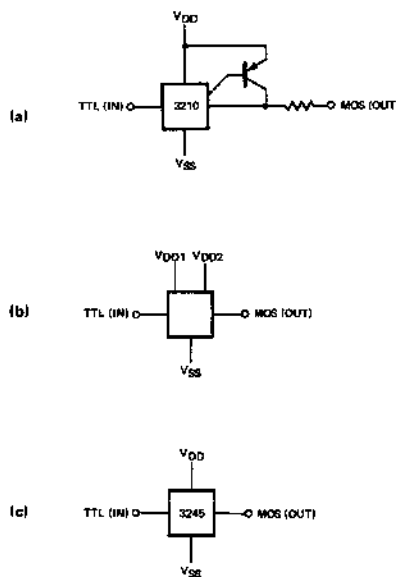 VDD
(a)
TTL (IN)
3210
MOS (OUT
VSS
(b)
VDD1
VDD2
TTL (IN)
MOS (OUT)
VSS
(c)
VDD
TTL (IN)
3245
MOS (OUT)
VSS